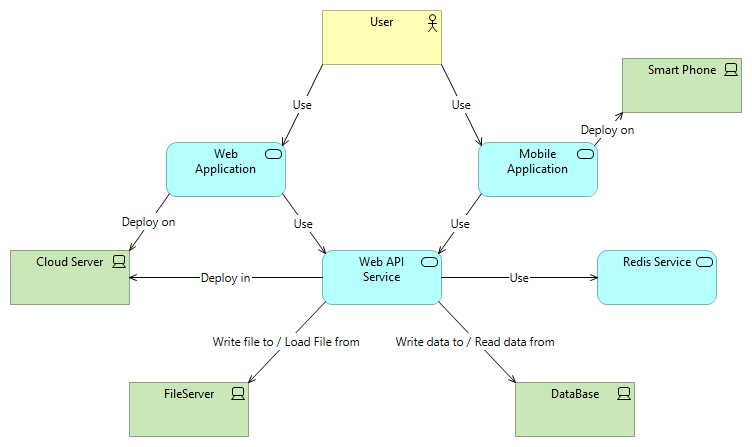 User
Smart Phone
Use
Use
Deploy on
Web
Application
Mobile
Application
Deploy on
Use
Use
Cloud Server
Web API
Service
Redis Service
Deploy in
Use
Write file to / Load File from
Write data to / Read data from
FileServer
DataBase